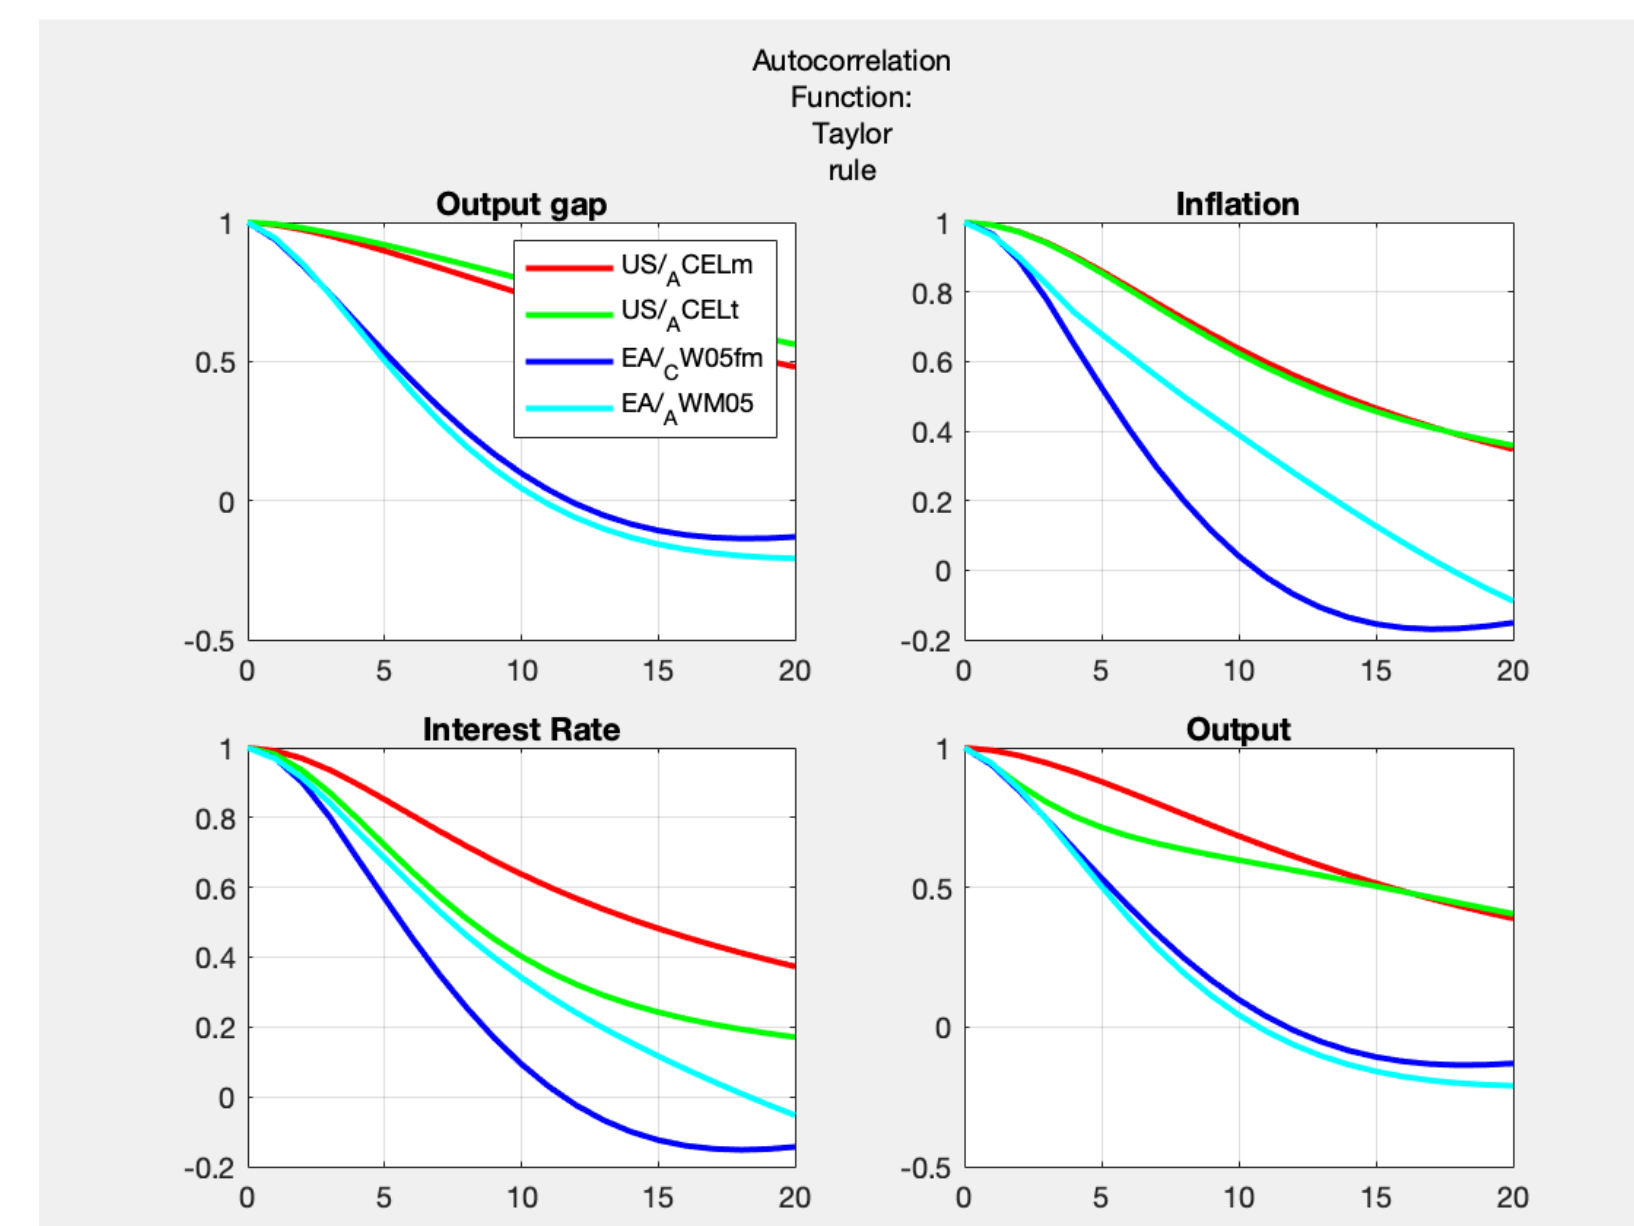 Autocorrelation
Function:
Taylor
rule
Output gap
1
0.5
0
-0.5
0 5 10 15 20
US/ACELm
US/ACELt
EA/CW05fm
EA/AWM05
Inflation
1
0.8
0.6
0.4
0.2
0
-0.2
0 5 10 15 20
Interest Rate
1
0.8
0.6
0.4
0.2
0
-0.2
0 5 10 15 20
Output
1
0.5
0
-0.5
0 5 10 15 20